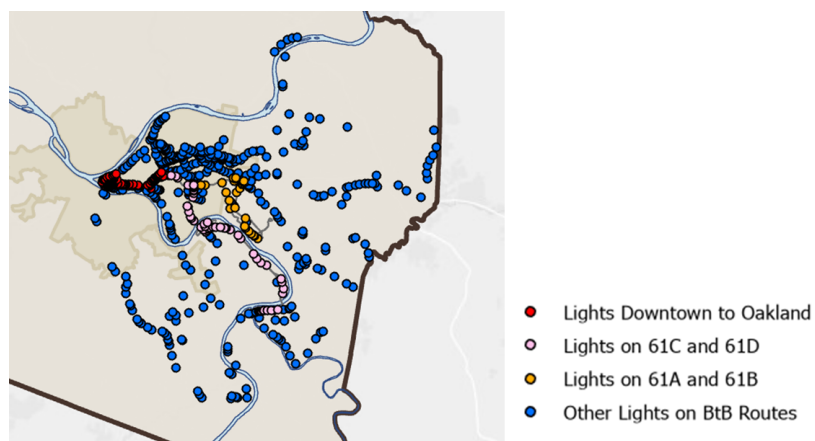 Lights Downtown to Oakland
Lights on 61C and 61D
Lights on 61A and 61B
Other Lights on BtB Routes